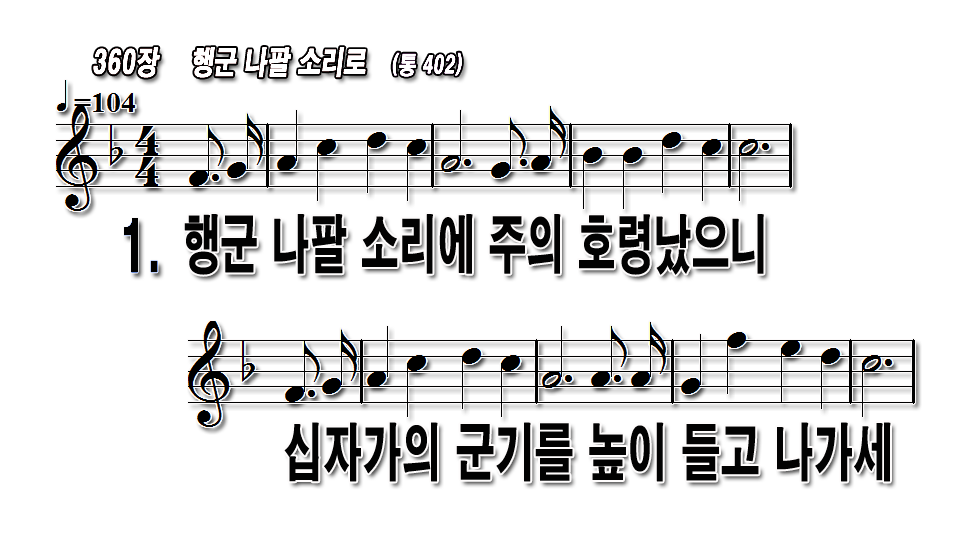 360장 행군 나팔 소리로 (통 402)
♩=104
4
4
1. 행군 나팔 소리에 주의 호령났으니
십자가의 군기를 높이 들고 나가세